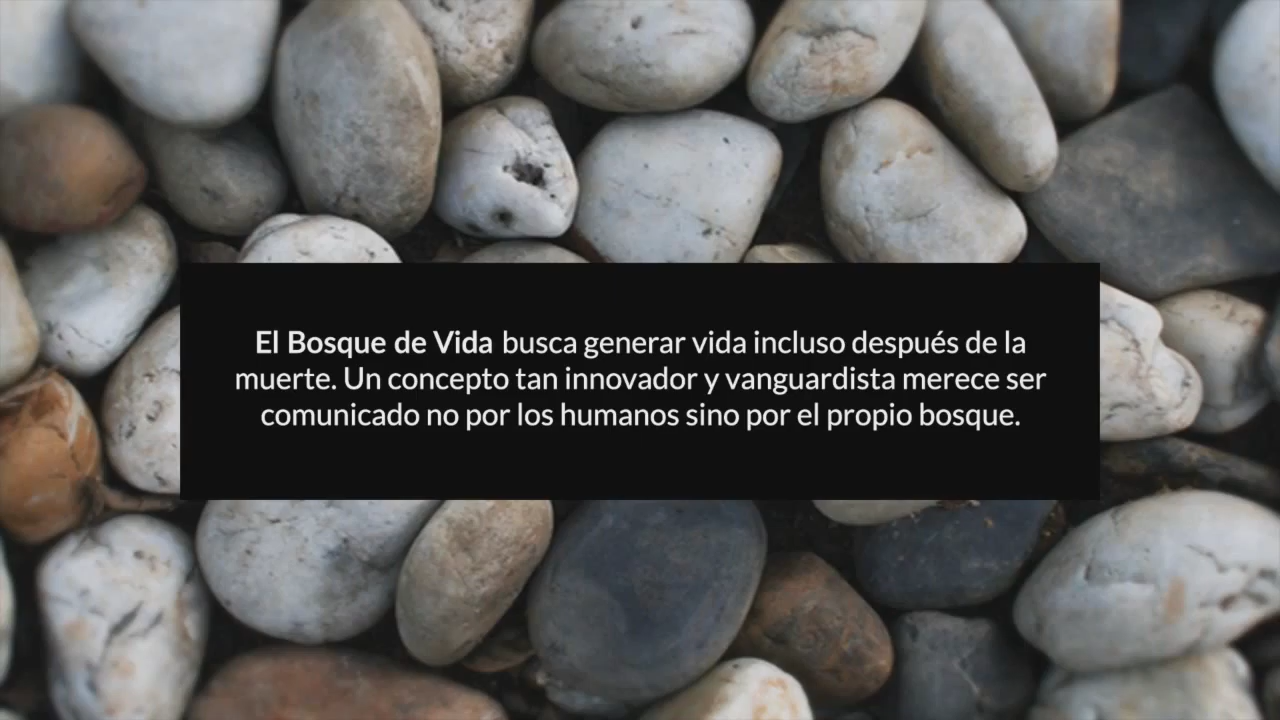 El Bosque de Vida busca generar vida incluso después de la
muerte. Un concepto tan innovador y vanguardista merece ser
comunicado no por los humanos sino por el propio bosque.